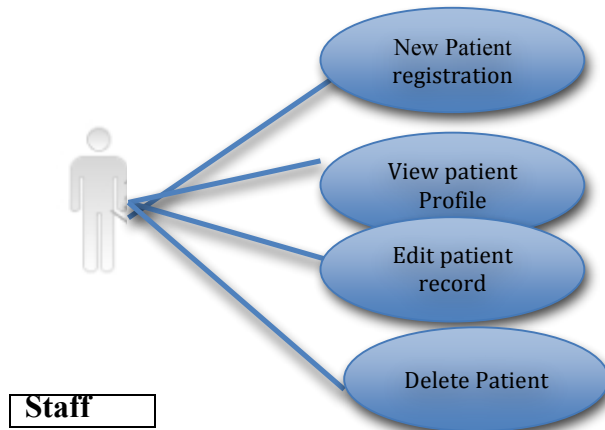 New Patient
registration
View patient
Profile
Edit patient
record
Delete Patient
Staff